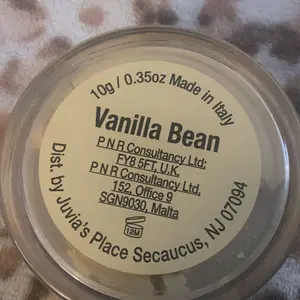 10g / 0.35oz Made in Italy
Vanilla Bean
P N R Consultancy Ltd;
FY8 5FT, U.K.
P N R Consultancy Ltd,
152, Office 9
SGN9030, Malta
12M
Dist. by Juvia's Place Secaucus, NJ 07094